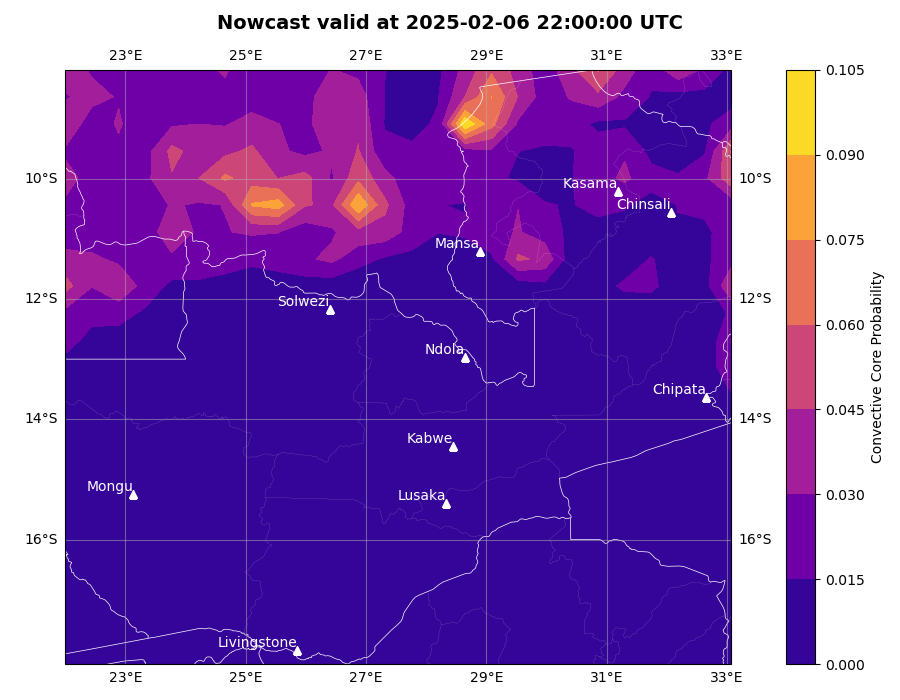 Nowcast valid at 2025-02-06 22:00:00 UTC
23°E 25°E 27°E 29°E 31°E 33°E
0.105
0.090
10°S Kasama 10°S
Chinsali
0.075
Mansa
12°S 12°S
Solwezi
0.060
Ndola
Chipata
0.045
14°S 14°S
Kabwe
Mongu
Lusaka
0.030
16°S 16°S
0.015
Livingstone
0.000
23°E 25°E 27°E 29°E 31°E 33°E
Convective Core Probability